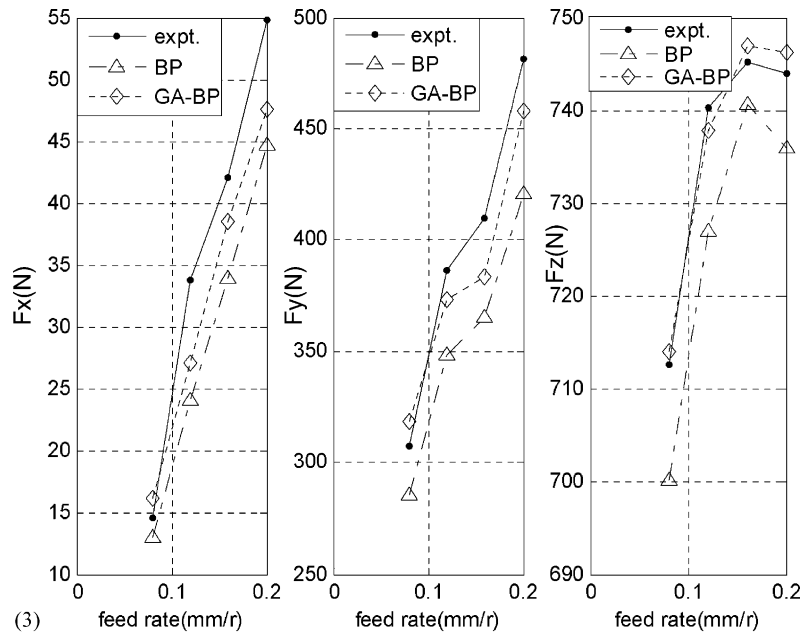 55
50
45
40
35
30
25
20
15
10
Fx(N)
expt.
BP
GA-BP
0
0.1
0.2
feed rate(mm/r)
500
450
400
350
300
250
Fy(N)
expt.
BP
GA-BP
0
0.1
0.2
feed rate(mm/r)
750
740
730
720
710
700
690
Fz(N)
expt.
BP
GA-BP
0
0.1
0.2
feed rate(mm/r)
(3)